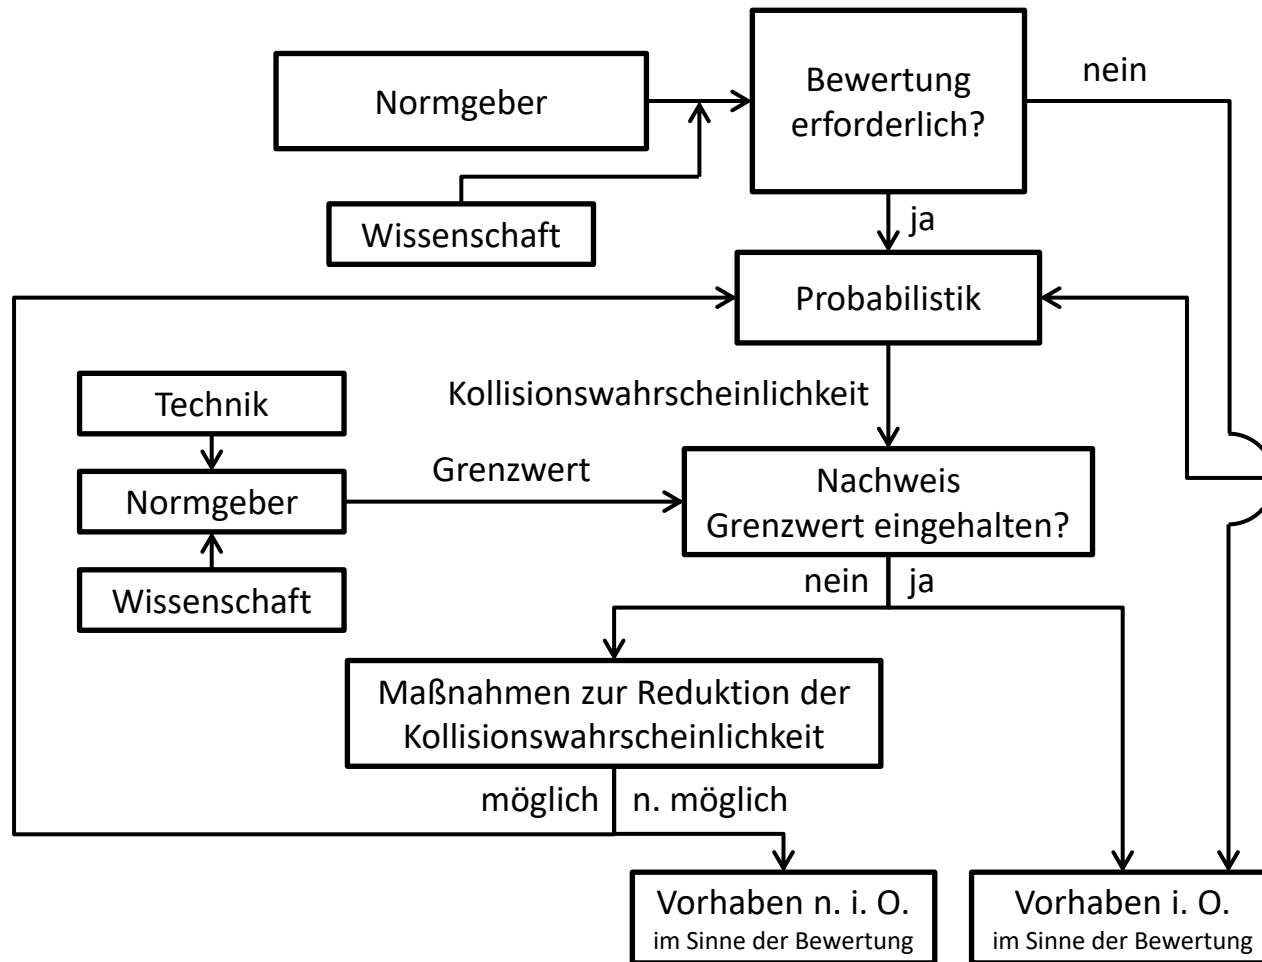 Normgeber
Bewertung
erforderlich?
nein
Wissenschaft
ja
Probabilistik
Kollisionswahrscheinlichkeit
Technik
Normgeber
Wissenschaft
Grenzwert
Nachweis
Grenzwert eingehalten?
nein
ja
Maßnahmen zur Reduktion der
Kollisionswahrscheinlichkeit
möglich
n. möglich
Vorhaben n. i. O.
im Sinne der Bewertung
Vorhaben i. O.
im Sinne der Bewertung